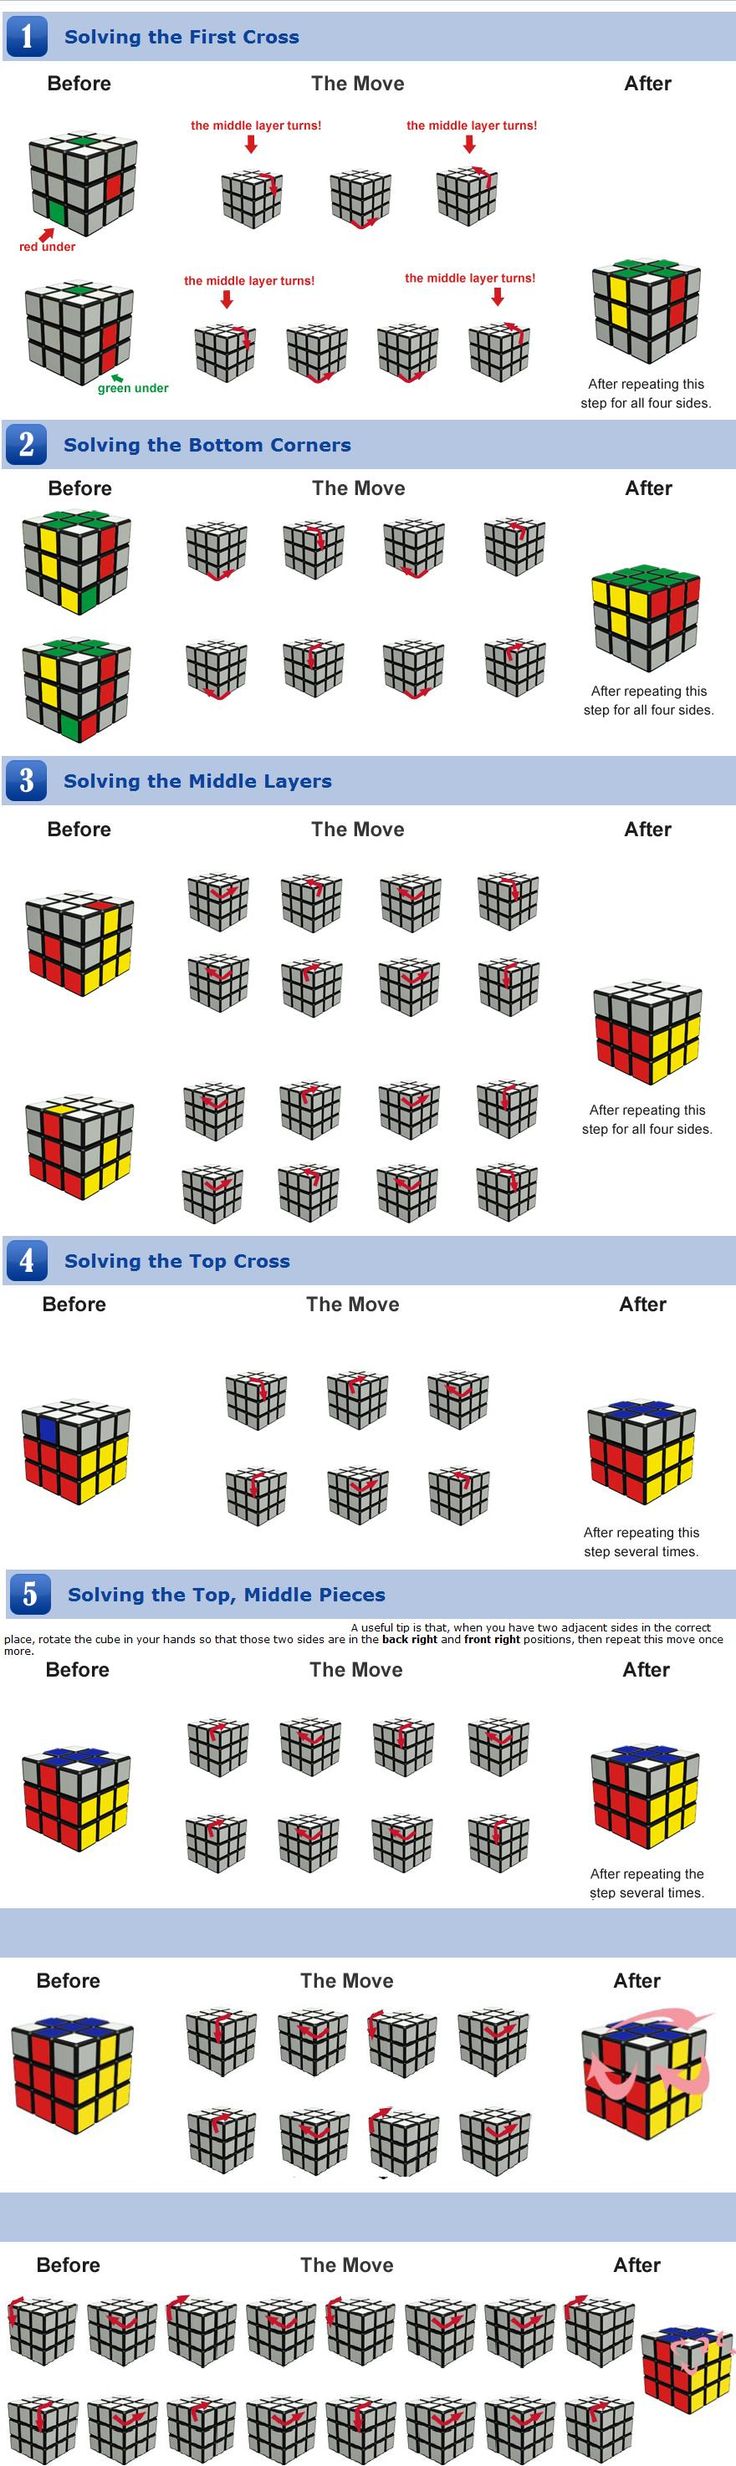 1 Solving the First Cross
Before The Move After
the middle layer turns! the middle layer turns!
red under
the middle layer turns! the middle layer turns!
green under
After repeating this
step for all four sides.
2 Solving the Bottom Corners
Before The Move After
After repeating this
step for all four sides.
3 Solving the Middle Layers
Before The Move After
After repeating this
step for all four sides.
4 Solving the Top Cross
Before The Move After
After repeating this
step several times.
5 Solving the Top, Middle Pieces
A useful tip is that, when you have two adjacent sides in the correct
place, rotate the cube in your hands so that those two sides are in the back right and front right positions, then repeat this move once
more.
Before The Move After
After repeating the
step several times.
Before The Move After
Before The Move After